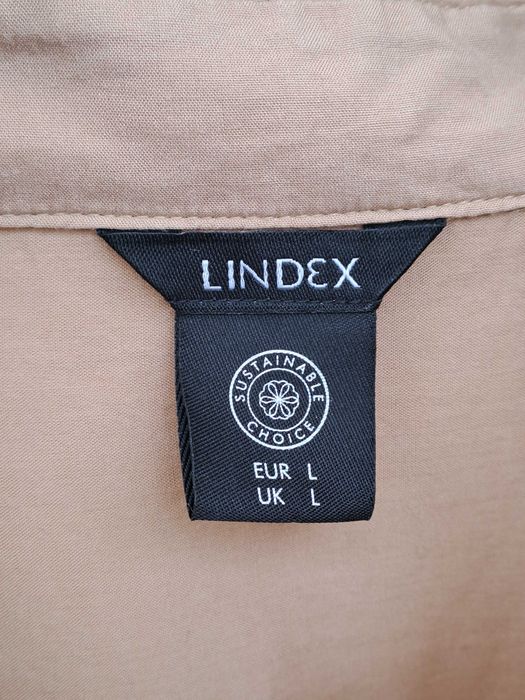 LINDEX
SUSTAINABLE
CHOICE
EUR L
UK L